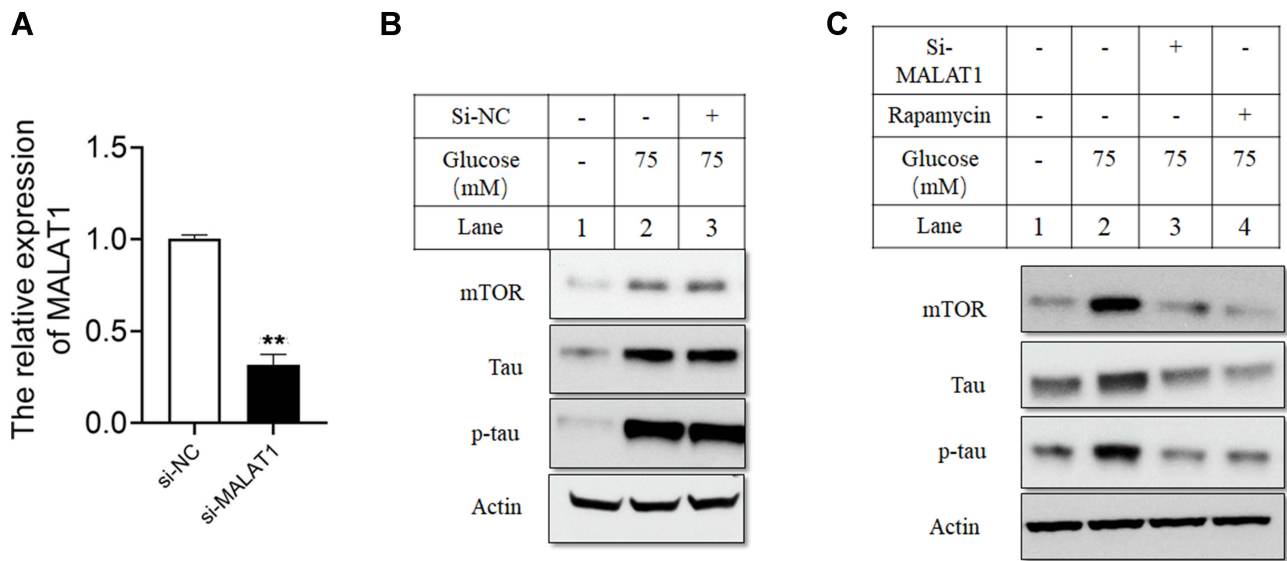 A
The relative expression
of MALAT1
1.5
1.0
0.5
0.0
**
si-NC
si-MALAT1
B
Si-NC - - +
Glucose (mM) - 75 75
Lane 1 2 3
mTOR
Tau
p-tau
Actin
C
Si-
MALAT1 - - + -
Rapamycin - - - +
Glucose (mM) - 75 75 75
Lane 1 2 3 4
mTOR
Tau
p-tau
Actin